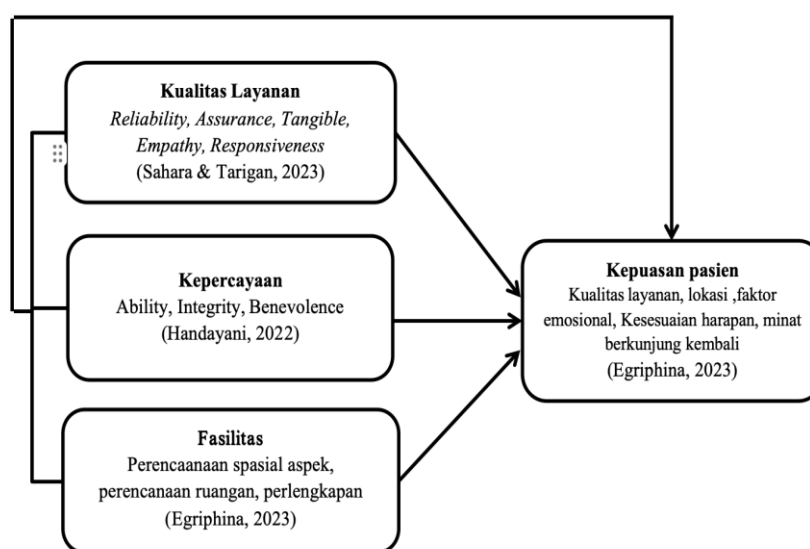 Kualitas Layanan
Reliability, Assurance, Tangible,
Empathy, Responsiveness
(Sahara & Tarigan, 2023)
Kepercayaan
Ability, Integrity, Benevolence
(Handayani, 2022)
Fasilitas
Perencaanaan spasial aspek,
perencanaan ruangan, perlengkapan
(Egriphina, 2023)
Kepuasan pasien
Kualitas layanan, lokasi ,faktor
emosional, Kesesuaian harapan, minat
berkunjung kembali
(Egriphina, 2023)